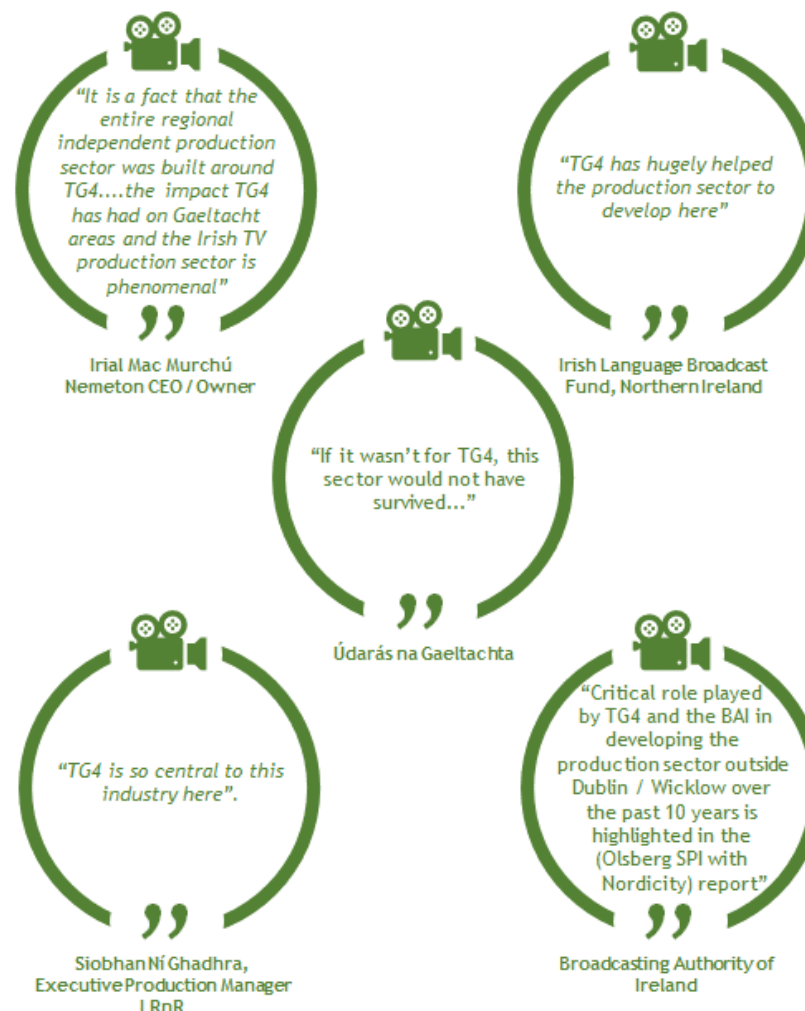 “It is a fact that the
entire regional
independent production
sector was built around
TG4....the impact TG4
has had on Gaeltacht
areas and the Irish TV
production sector is
phenomenal”
”
Irial Mac Murchú
Nemeton CEO / Owner
“TG4 has hugely helped
the production sector to
develop here”
”
Irish Language Broadcast
Fund, Northern Ireland
“If it wasn’t for TG4, this
sector would not have
survived...”
”
Údarás na Gaeltachta
“TG4 is so central to this
industry here”.
”
Siobhan Ní Ghadhra,
Executive Production Manager
LRnR
“Critical role played
by TG4 and the BAI in
developing the
production sector outside
Dublin / Wicklow over
the past 10 years is
highlighted in the
(Olsberg SPI with
Nordicity) report”
”
Broadcasting Authority of
Ireland